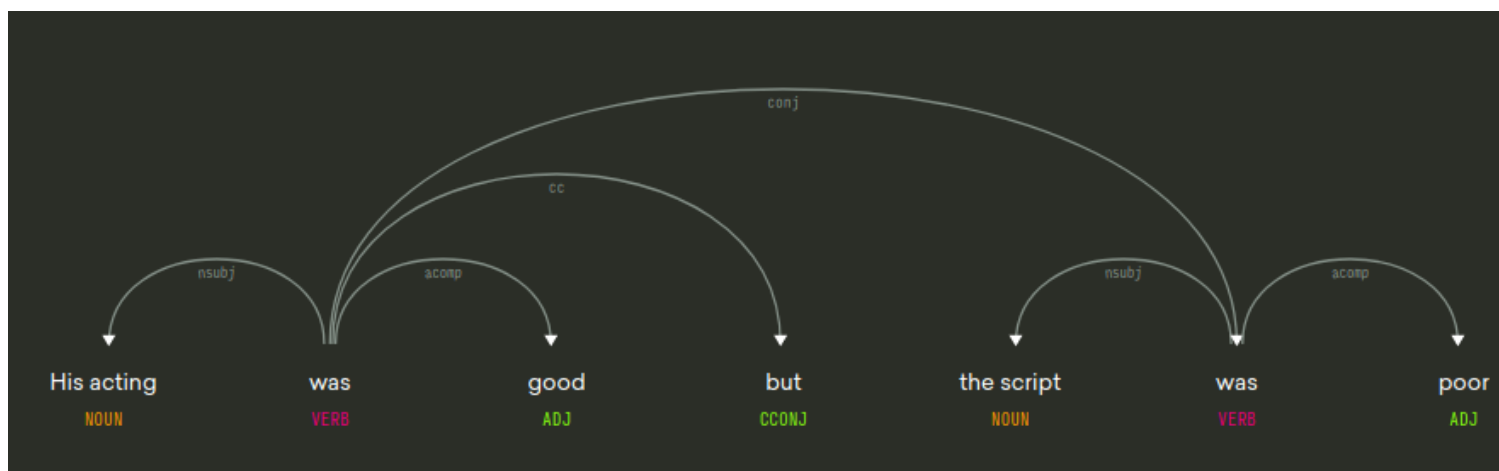 conj
cc
nsubj acomp nsubj acomp
His acting was good but the script was poor
NOUN VERB ADJ CCONJ NOUN VERB ADJ